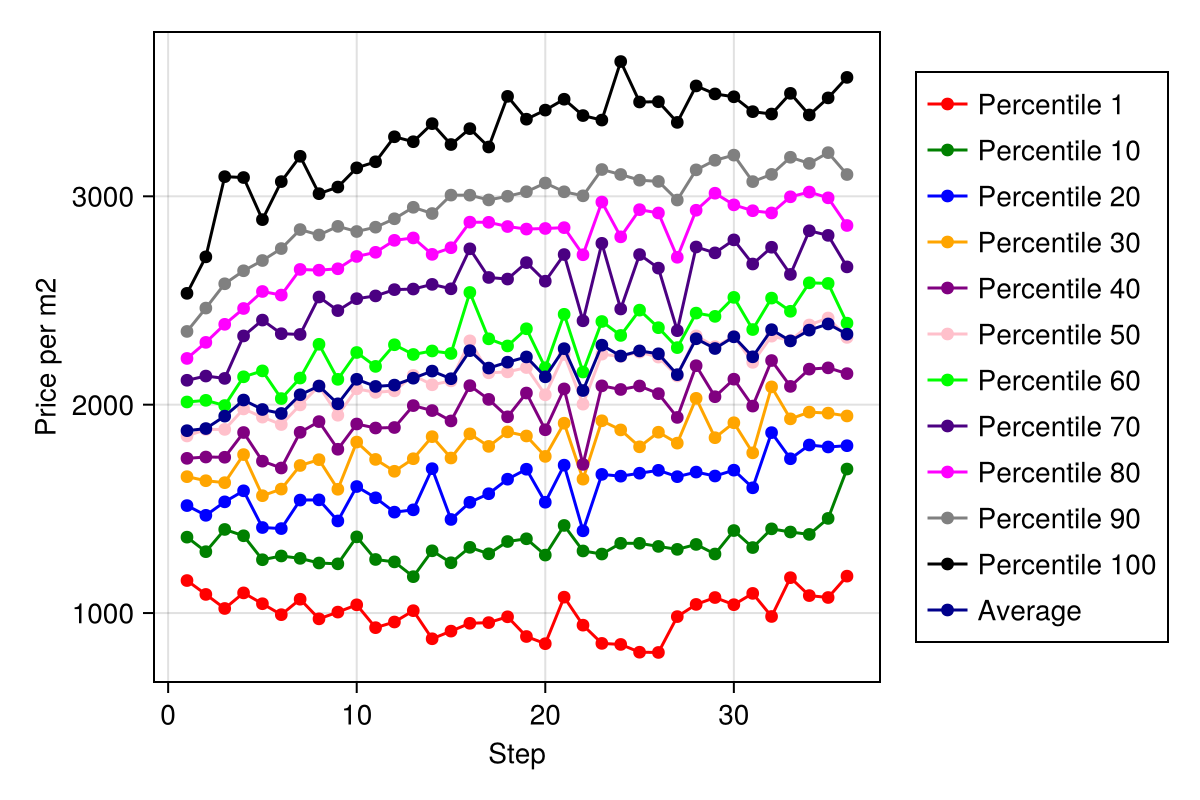 Price per m2
3000
2000
1000
0 10 20 30
Step
Percentile 1
Percentile 10
Percentile 20
Percentile 30
Percentile 40
Percentile 50
Percentile 60
Percentile 70
Percentile 80
Percentile 90
Percentile 100
Average